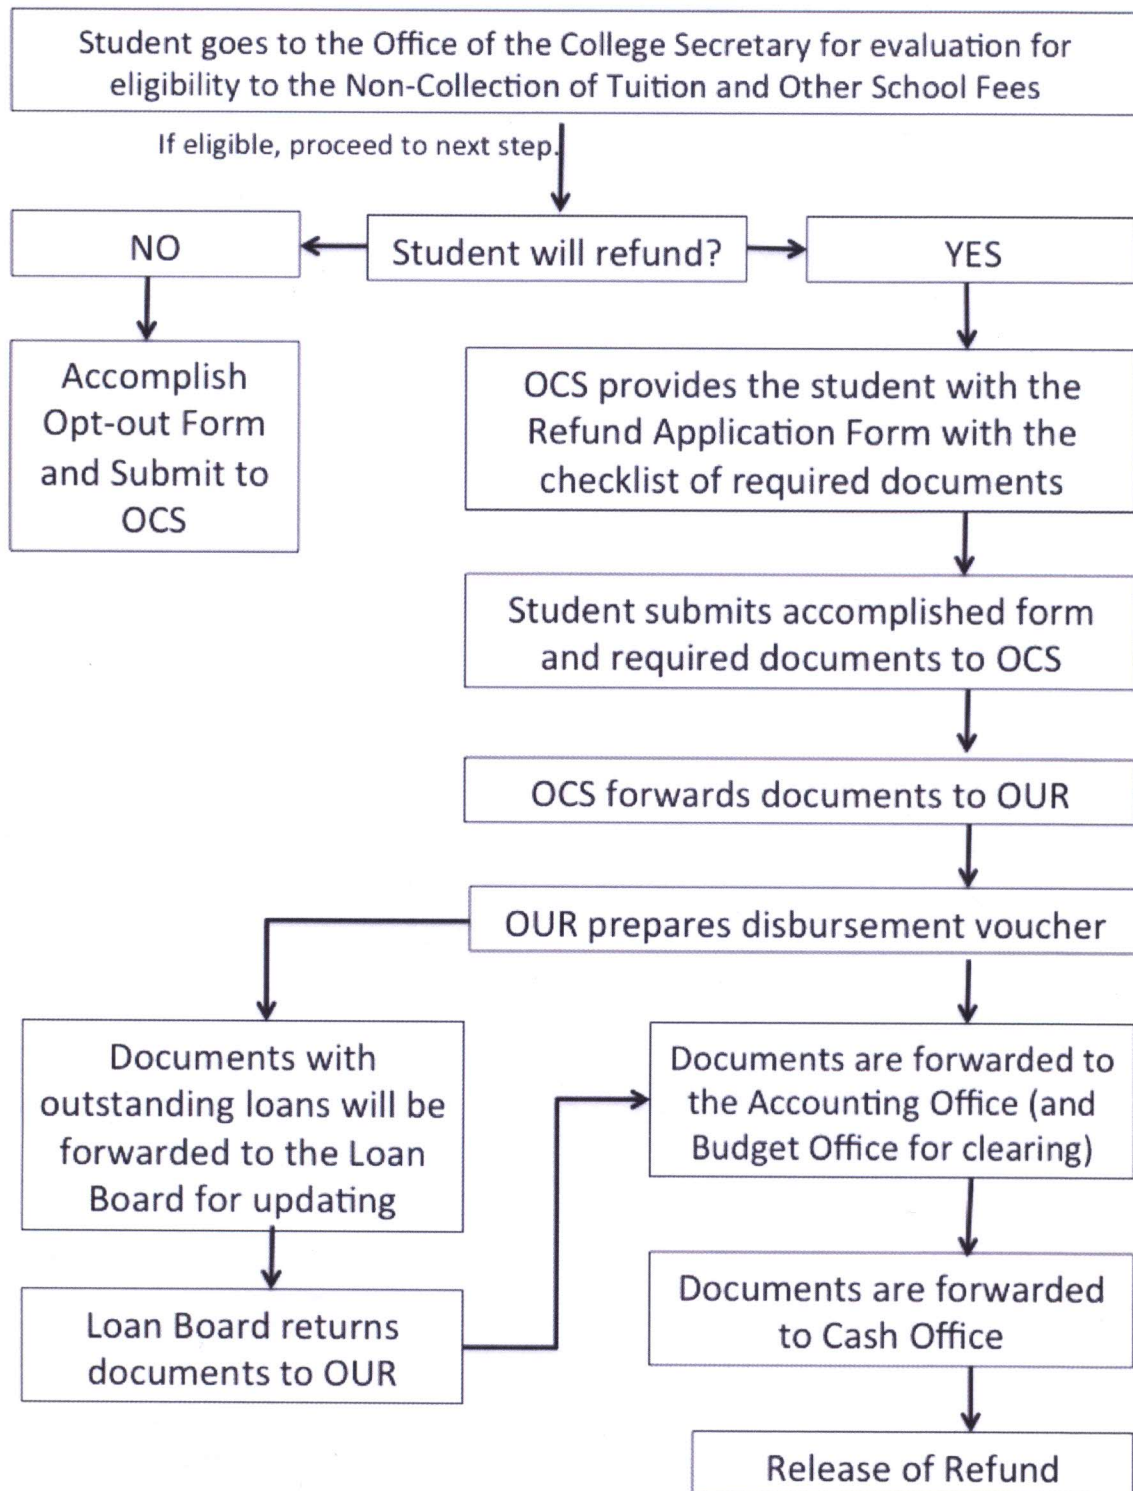 Student goes to the Office of the College Secretary for evaluation for
eligibility to the Non-Collection of Tuition and Other School Fees
If eligible, proceed to next step.
NO
Student will refund?
YES
Accomplish
Opt-out Form
and Submit to
OCS
OCS provides the student with the
Refund Application Form with the
checklist of required documents
Student submits accomplished form
and required documents to OCS
OCS forwards documents to OUR
OUR prepares disbursement voucher
Documents with
outstanding loans will be
forwarded to the Loan
Board for updating
Documents are forwarded to
the Accounting Office (and
Budget Office for clearing)
Loan Board returns
documents to OUR
Documents are forwarded
to Cash Office
Release of Refund